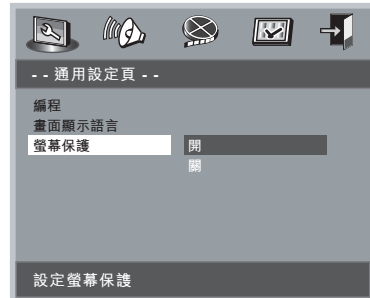 - - 通用設定頁 - -
編程
畫面顯示語言
螢幕保護
開
關
設定螢幕保護